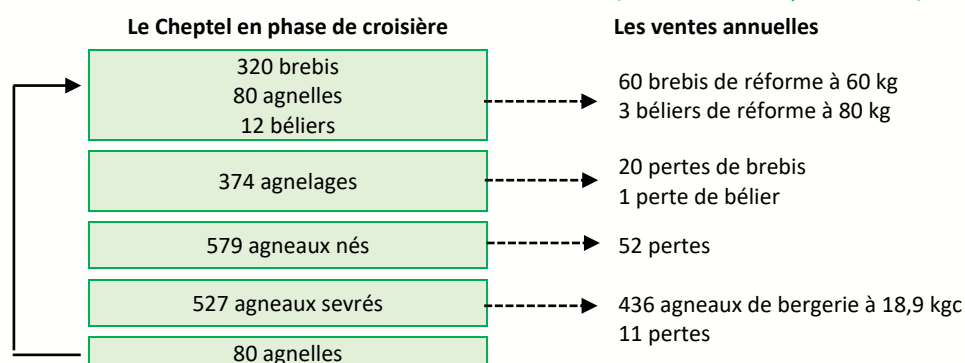 Le Cheptel en phase de croisière
Les ventes annuelles
320 brebis
80 agnelles
12 béliers
60 brebis de réforme à 60 kg
3 béliers de réforme à 80 kg
374 agnelages
20 pertes de brebis
1 perte de bélier
579 agneaux nés
52 pertes
527 agneaux sevrés
436 agneaux de bergerie à 18,9 kgc
11 pertes
80 agnelles